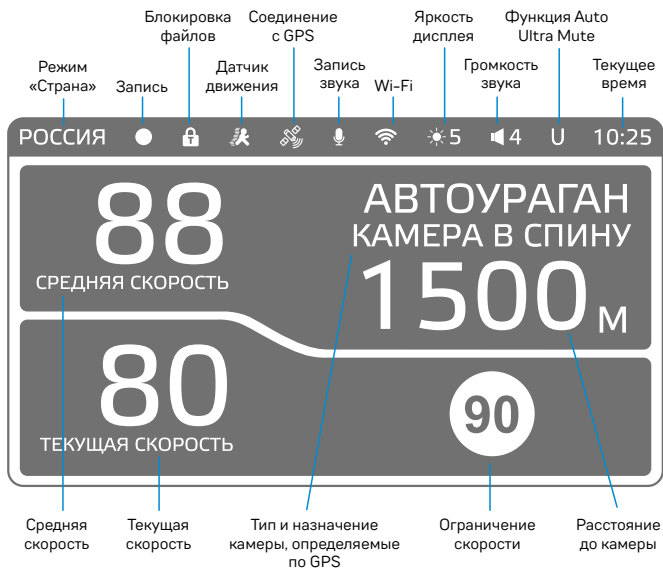 Блокировка
файлов
Соединение
с GPS
Яркость
дисплея
Функция Auto
Ultra Mute
Режим
«Страна»
Запись
Датчик
движения
Запись
звука
Wi-Fi
Громкость
звука
Текущее
время
РОССИЯ 5 4 U 10:25
88
СРЕДНЯЯ СКОРОСТЬ
АВТОУРАГАН
КАМЕРА В СПИНУ
1500 м
80
ТЕКУЩАЯ СКОРОСТЬ
90
Средняя
скорость
Текущая
скорость
Тип и назначение
камеры, определяемые
по GPS
Ограничение
скорости
Расстояние
до камеры